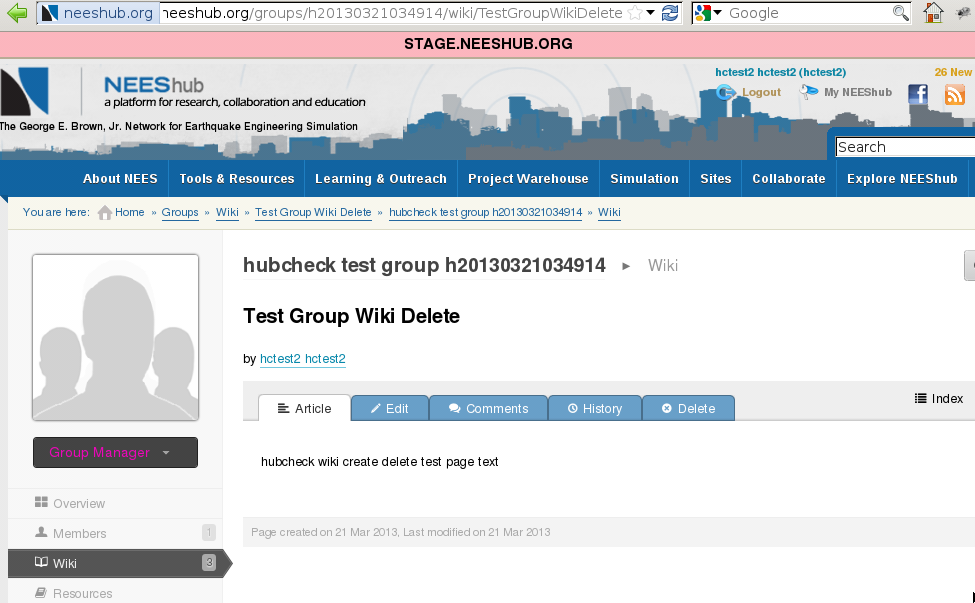 neeshub.org neeshub.org/groups/h20130321034914/wiki/TestGroupWikiDelete Google
STAGE.NEESHUB.ORG
NEEShub
a platform for research, collaboration and education
The George E. Brown, Jr. Network for Earthquake Engineering Simulation
hctest2 hctest2 (hctest2) 26 New
Logout My NEEShub
Search
About NEES Tools & Resources Learning & Outreach Project Warehouse Simulation Sites Collaborate Explore NEEShub
You are here: Home » Groups » Wiki » Test Group Wiki Delete » hubcheck test group h20130321034914 » Wiki
hubcheck test group h20130321034914 ► Wiki
Test Group Wiki Delete
by hctest2 hctest2
Article Edit Comments History Delete Index
hubcheck wiki create delete test page text
Page created on 21 Mar 2013, Last modified on 21 Mar 2013
Group Manager
Overview
Members 1
Wiki 3
Resources